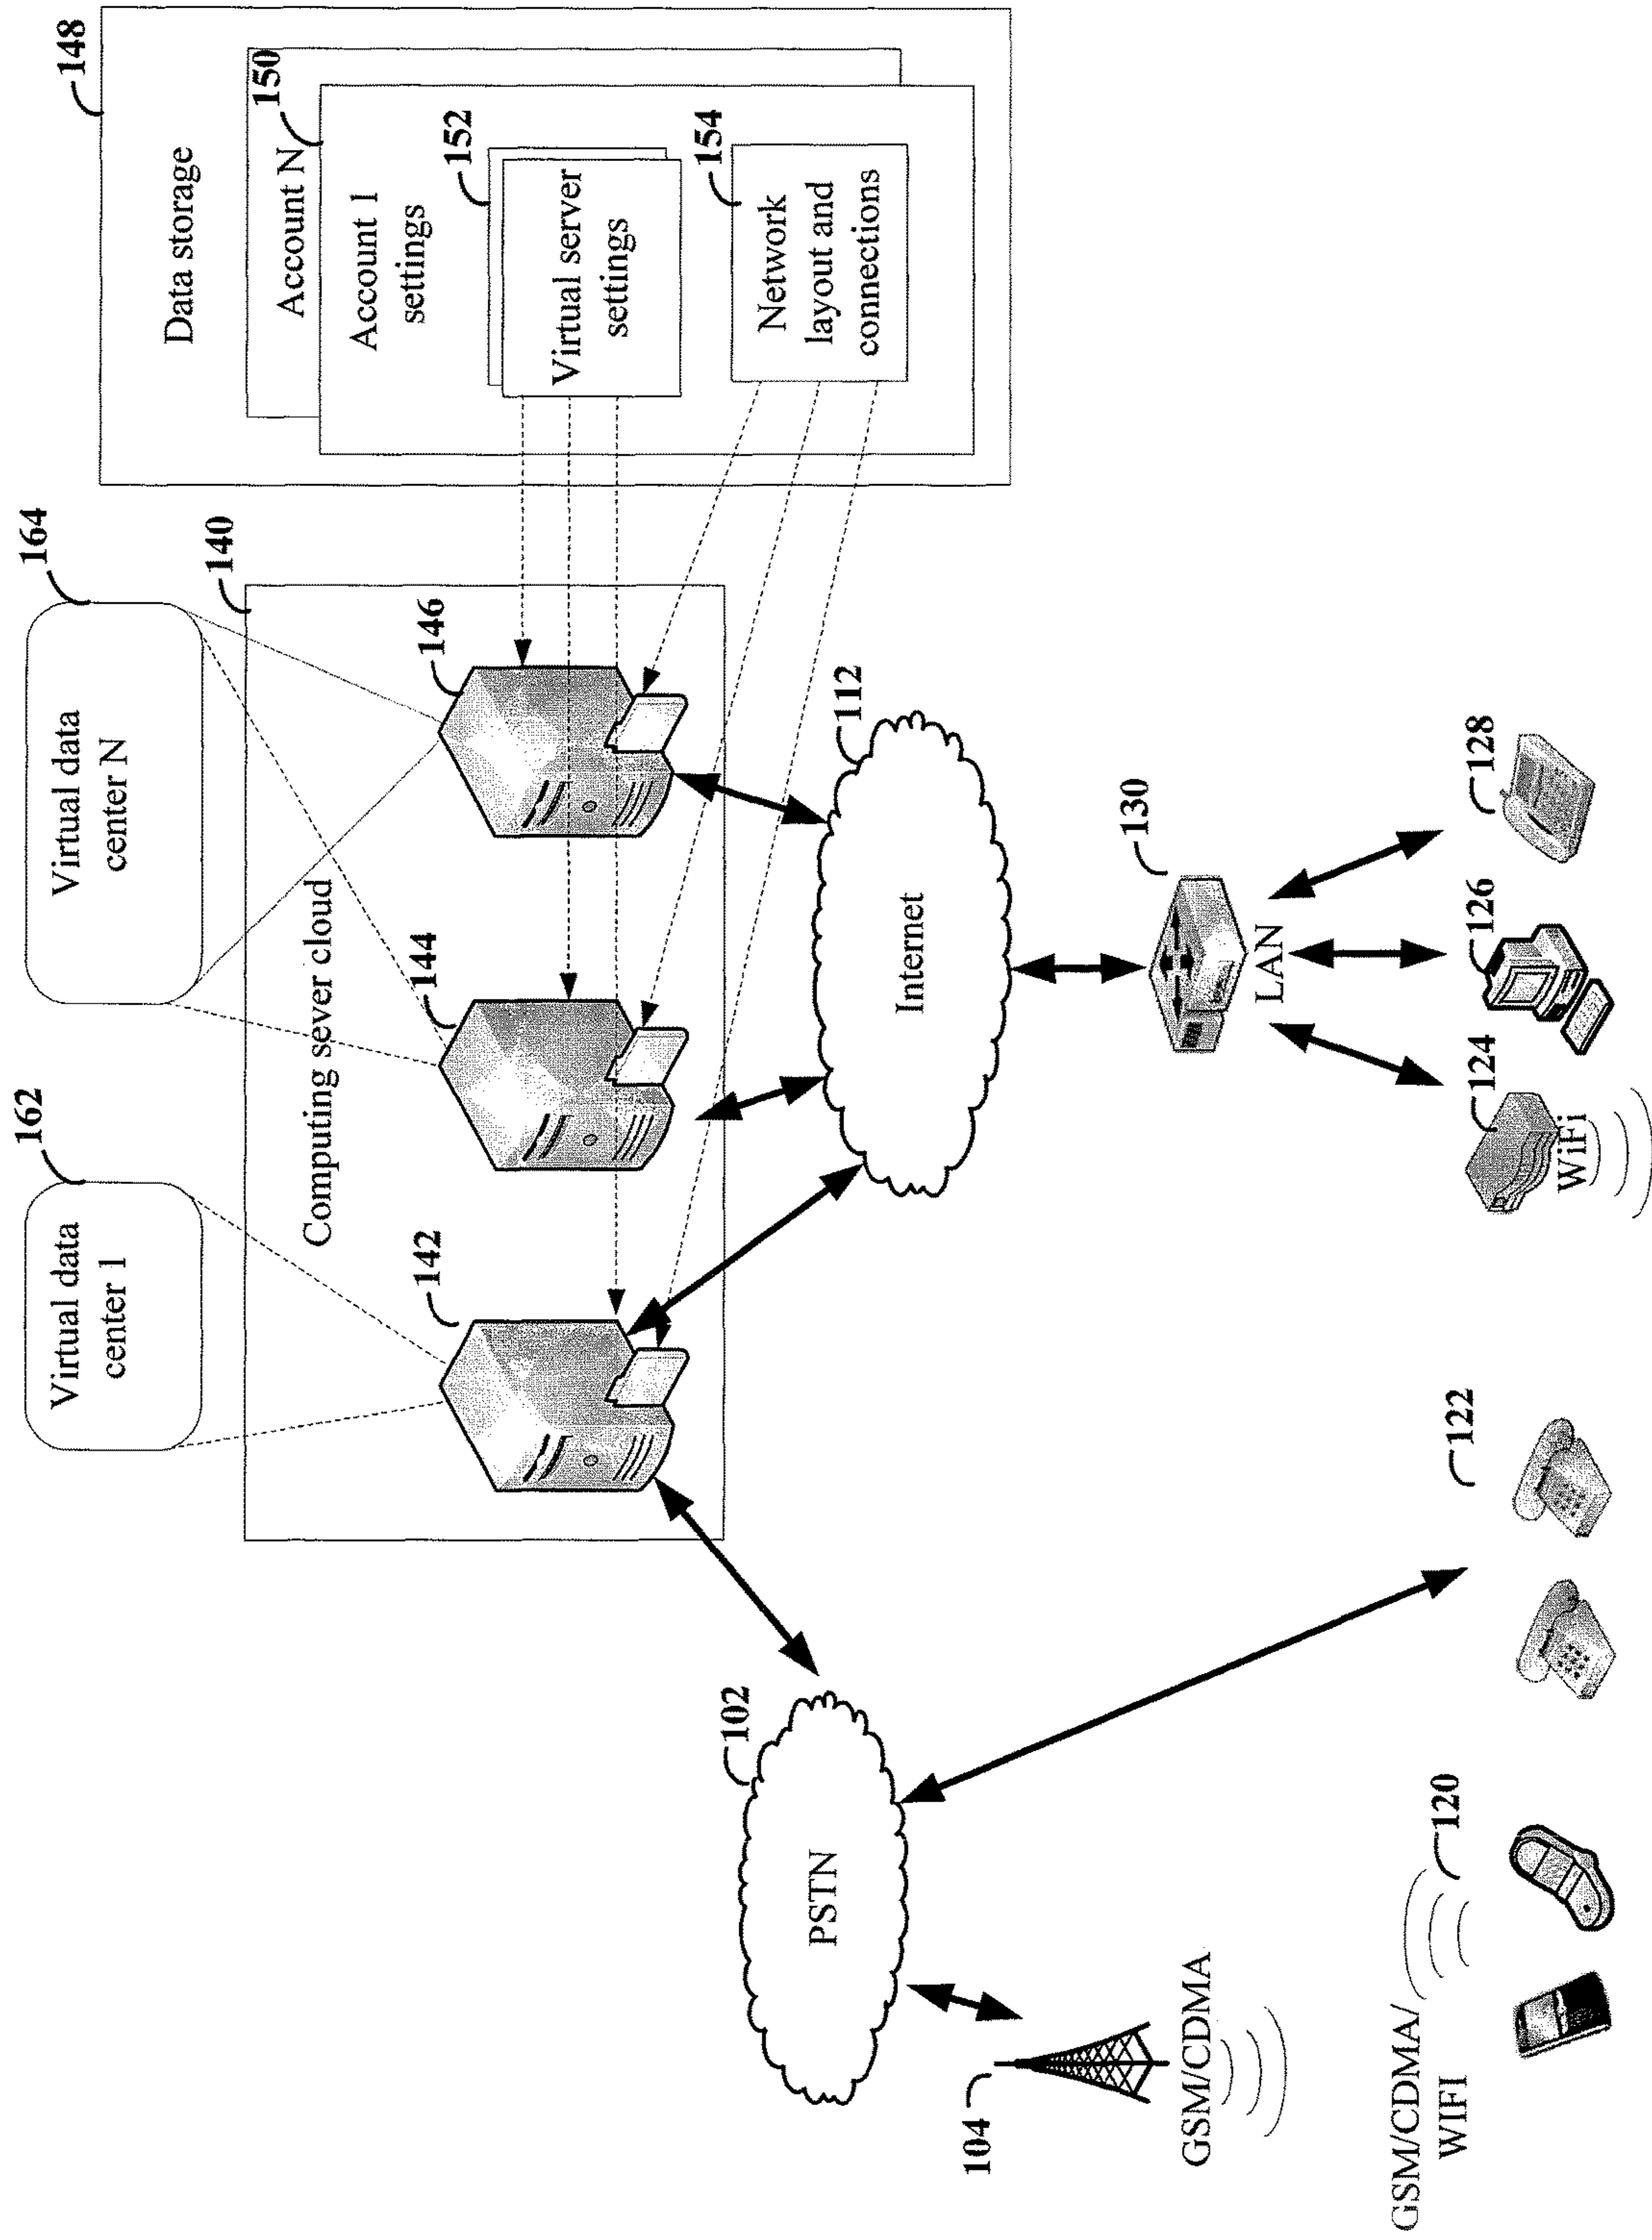 Virtual data
center 1
162
Virtual data
center N
164
Computing sever cloud
140
142
144
146
Data storage
148
Account N
150
Account 1
settings
152
Virtual server
settings
154
Network
layout and
connections
PSTN
102
Internet
112
104
GSM/CDMA
130
LAN
GSM/CDMA/
WIFI
120
122
124
WiFi
126
128